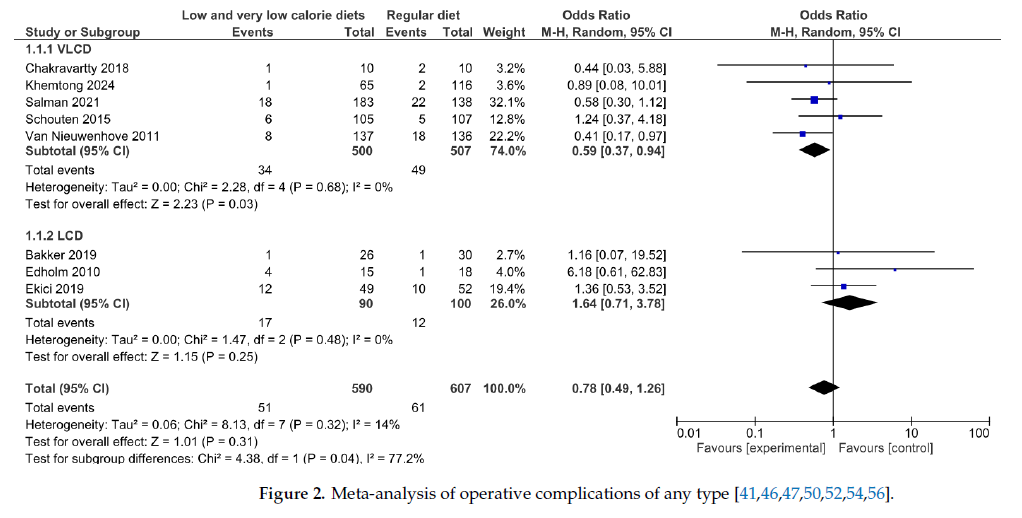 Low and very low calorie diets Regular diet Odds Ratio Odds Ratio
Study or Subgroup Events Total Events Total Weight M-H, Random, 95% CI M-H, Random, 95% CI
1.1.1 VLCD
Chakravartty 2018 1 10 2 10 3.2% 0.44 [0.03, 5.88]
Khemtong 2024 1 65 2 116 3.6% 0.89 [0.08, 10.01]
Salman 2021 18 183 22 138 32.1% 0.58 [0.30, 1.12]
Schouten 2015 6 105 5 107 12.8% 1.24 [0.37, 4.18]
Van Nieuwenhove 2011 8 137 18 136 22.2% 0.41 [0.17, 0.97]
Subtotal (95% CI) 500 507 74.0% 0.59 [0.37, 0.94]
Total events 34 49
Heterogeneity: Tau² = 0.00; Chi² = 2.28, df = 4 (P = 0.68); I² = 0%
Test for overall effect: Z = 2.23 (P = 0.03)
1.1.2 LCD
Bakker 2019 1 26 1 30 2.7% 1.16 [0.07, 19.52]
Edholm 2010 4 15 1 18 4.0% 6.18 [0.61, 62.83]
Ekici 2019 12 49 10 52 19.4% 1.36 [0.53, 3.52]
Subtotal (95% CI) 90 100 26.0% 1.64 [0.71, 3.78]
Total events 17 12
Heterogeneity: Tau² = 0.00; Chi² = 1.47, df = 2 (P = 0.48); I² = 0%
Test for overall effect: Z = 1.15 (P = 0.25)
Total (95% CI) 590 607 100.0% 0.78 [0.49, 1.26]
Total events 51 61
Heterogeneity: Tau² = 0.06; Chi² = 8.13, df = 7 (P = 0.32); I² = 14%
Test for overall effect: Z = 1.01 (P = 0.31)
Test for subgroup differences: Chi² = 4.38, df = 1 (P = 0.04), I² = 77.2%
0.01 0.1 1 10 100
Favours [experimental] Favours [control]
Figure 2. Meta-analysis of operative complications of any type [41,46,47,50,52,54,56].